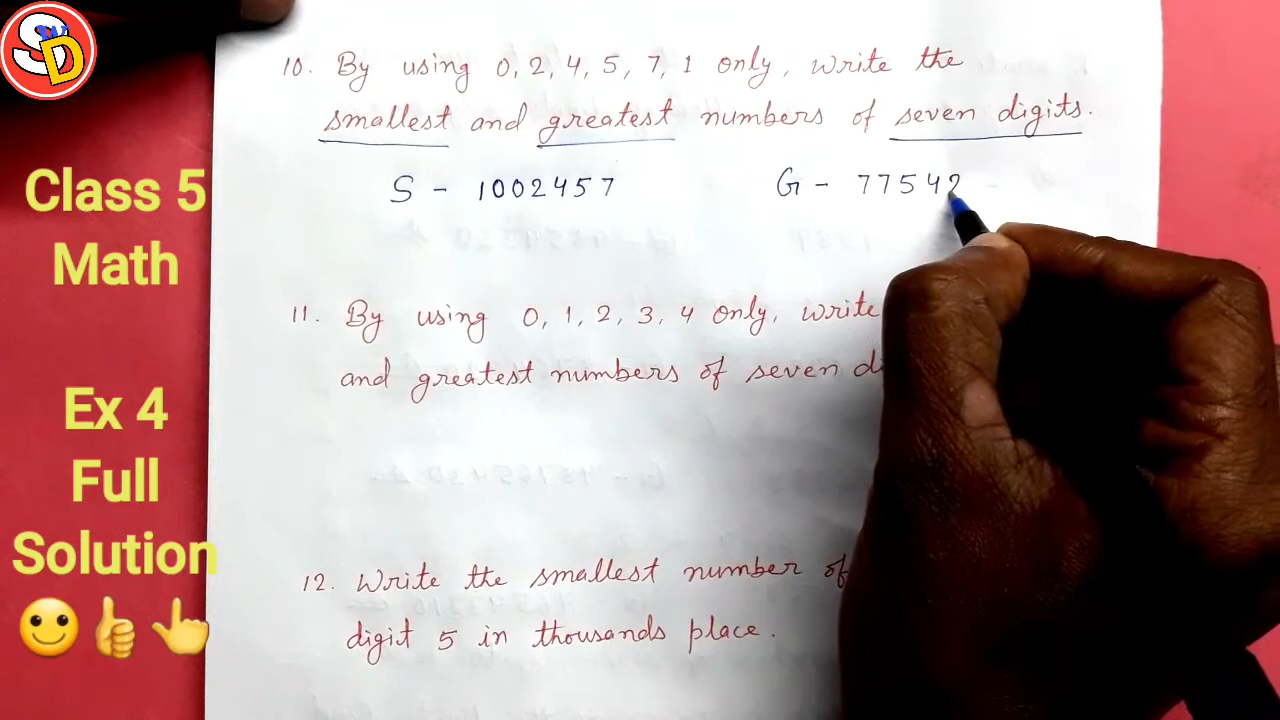 SWD
Class 5
Math
Ex 4
Full
Solution
10. By using 0, 2, 4, 5, 7, 1 only, write the
smallest and greatest numbers of seven digits.
S - 1002457 G - 77542
11. By using 0, 1, 2, 3, 4 only, write
and greatest numbers of seven di
12. Write the smallest number of
digit 5 in thousands place.